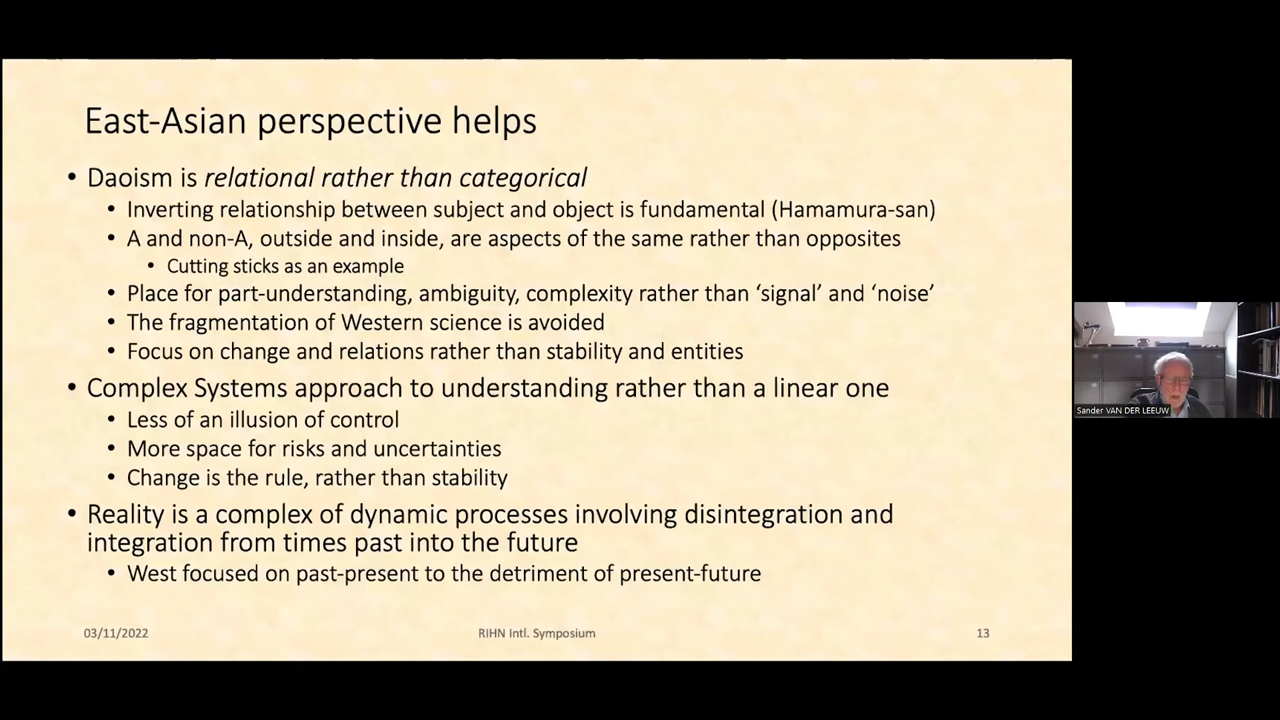 East-Asian perspective helps
• Daoism is relational rather than categorical
• Inverting relationship between subject and object is fundamental (Hamamura-san)
• A and non-A, outside and inside, are aspects of the same rather than opposites
• Cutting sticks as an example
• Place for part-understanding, ambiguity, complexity rather than ‘signal’ and ‘noise’
• The fragmentation of Western science is avoided
• Focus on change and relations rather than stability and entities
• Complex Systems approach to understanding rather than a linear one
• Less of an illusion of control
• More space for risks and uncertainties
• Change is the rule, rather than stability
• Reality is a complex of dynamic processes involving disintegration and
integration from times past into the future
• West focused on past-present to the detriment of present-future
03/11/2022 RIHN Intl. Symposium 13
Sander VAN DER LEEUW